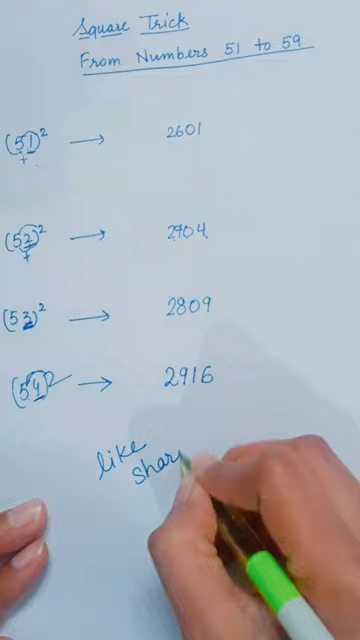 Square Trick
From Numbers 51 to 59
(51)² → 2601
+
(52)² → 2704
+
(53)² → 2809
(54)² → 2916
like
shar